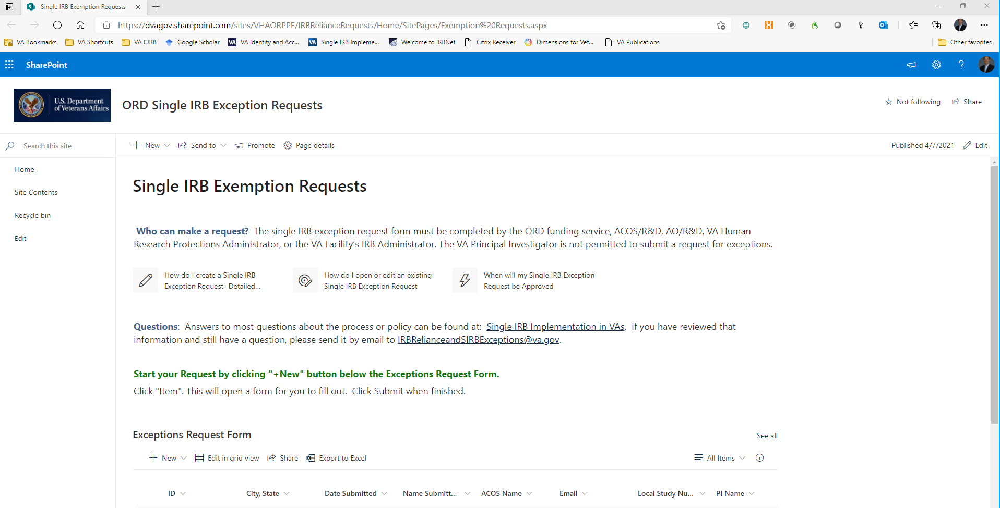 Single IRB Exemption Requests
https://dvagov.sharepoint.com/sites/VHAORPPE/IRBRelianceRequests/Home/SitePages/Exemption%20Requests.aspx
VA Bookmarks VA Shortcuts VA CIRB Google Scholar VA VA Identity and Acc... VA Single IRB Impleme... Welcome to IRBNet Citrix Receiver Dimensions for Vet... VA Publications Other favorites
SharePoint
U.S. Department
of Veterans Affairs
ORD Single IRB Exception Requests
Not following Share
Search this site
New Send to Promote Page details Published 4/7/2021 Edit
Home
Site Contents
Recycle bin
Edit
Single IRB Exemption Requests
Who can make a request? The single IRB exception request form must be completed by the ORD funding service, ACOS/R&D, AO/R&D, VA Human
Research Protections Administrator, or the VA Facility’s IRB Administrator. The VA Principal Investigator is not permitted to submit a request for exceptions.
How do I create a Single IRB
Exception Request- Detailed...
How do I open or edit an existing
Single IRB Exception Request
When will my Single IRB Exception
Request be Approved
Questions: Answers to most questions about the process or policy can be found at: Single IRB Implementation in VAs. If you have reviewed that
information and still have a question, please send it by email to IRBRelianceandSIRBExceptions@va.gov.
Start your Request by clicking "+New" button below the Exceptions Request Form.
Click "Item". This will open a form for you to fill out. Click Submit when finished.
Exceptions Request Form
See all
New Edit in grid view Share Export to Excel All Items
ID City, State Date Submitted Name Submitt... ACOS Name Email Local Study Nu... PI Name